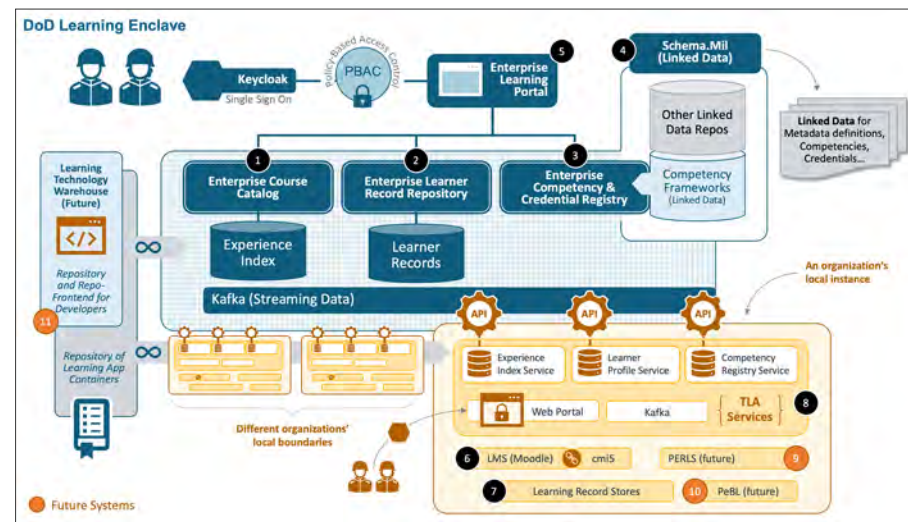 DoD Learning Enclave
Keycloak
Single Sign On
Policy-Based Access Control
PBAC
5
Enterprise
Learning
Portal
4
Schema.Mil
(Linked Data)
Other Linked
Data Repos
Competency
Frameworks
(Linked Data)
Linked Data for
Metadata definitions,
Competencies,
Credentials...
1
Enterprise Course
Catalog
2
Enterprise Learner
Record Repository
3
Enterprise
Competency &
Credential Registry
Experience
Index
Learner
Records
Kafka (Streaming Data)
Learning
Technology
Warehouse
(Future)
</>
Repository
and Repo-
Frontend for
Developers
11
Repository of
Learning App
Containers
An organization's
local instance
API
API
API
Experience
Index Service
Learner
Profile Service
Competency
Registry Service
Web Portal
Kafka
TLA
Services
8
Different organizations'
local boundaries
6
LMS (Moodle)
cmi5
PERLS (future)
9
7
Learning Record Stores
10
PeBL (future)
Future Systems